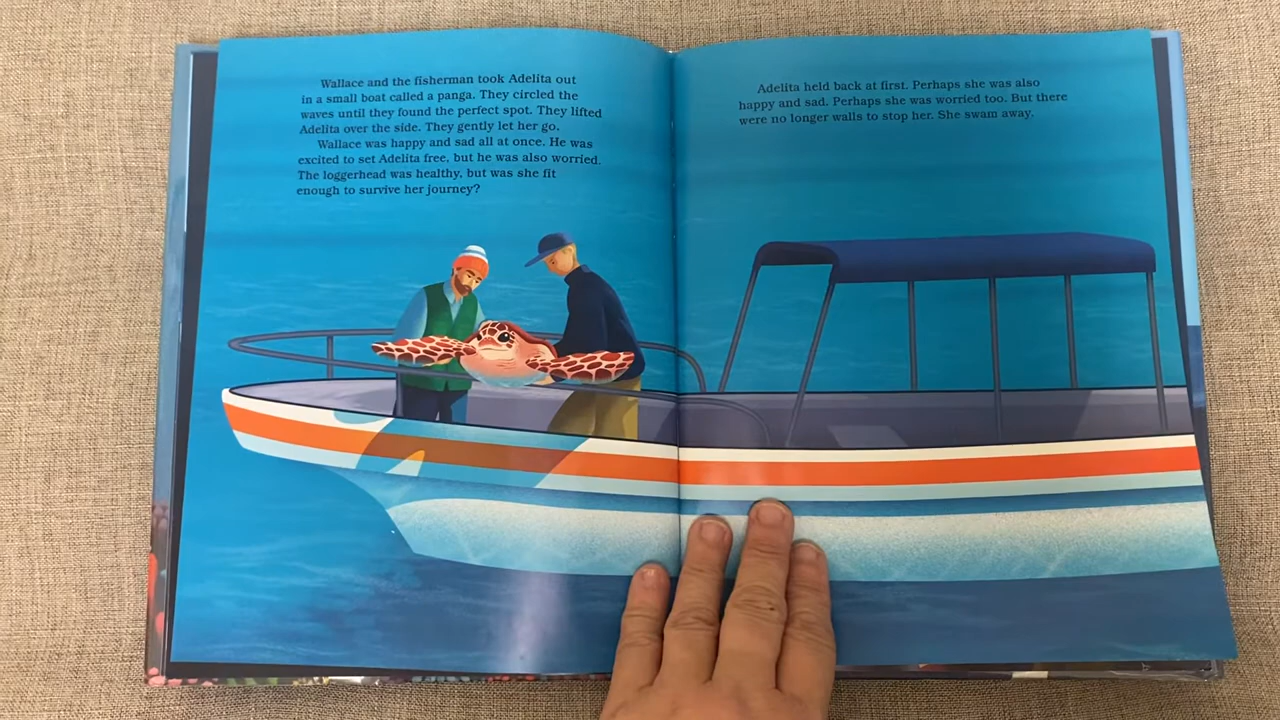 Wallace and the fisherman took Adelita out
in a small boat called a panga. They circled the
waves until they found the perfect spot. They lifted
Adelita over the side. They gently let her go.
Wallace was happy and sad all at once. He was
excited to set Adelita free, but he was also worried.
The loggerhead was healthy, but was she fit
enough to survive her journey?
Adelita held back at first. Perhaps she was also
happy and sad. Perhaps she was worried too. But there
were no longer walls to stop her. She swam away.